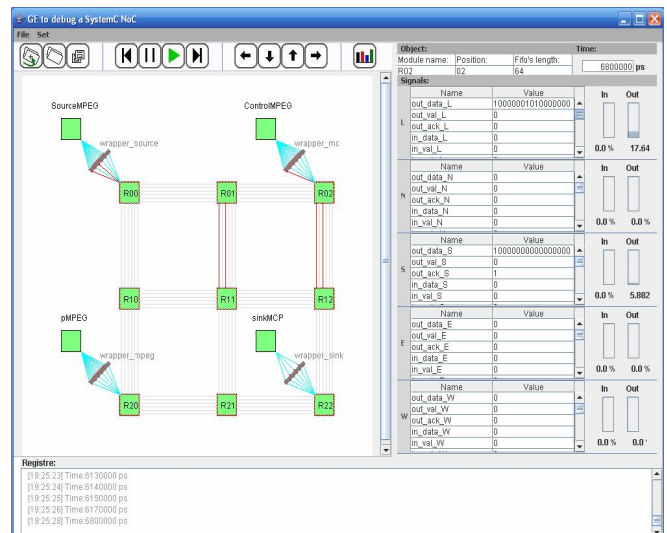 GE to debug a SystemC NoC
File Set
Object: Time:
Module name: Position: Fifo's length:
R02 02 64
6800000 ps
Signals:
SourceMPEG ControlMPEG
wrapper_source wrapper_mc
R00 R01 R02
R10 R11 R12
pMPEG sinkMCP
wrapper_mpeg wrapper_sink
R20 R21 R22
L
Name Value In Out
out_data_L 10000001010000000
out_val_L 0
out_ack_L 0
in_data_L 0
in_val_L 0
0.0 % 17.64
N
Name Value In Out
out_data_N 0
out_val_N 0
out_ack_N 0
in_data_N 0
in_val_N 0
0.0 % 0.0 %
S
Name Value In Out
out_data_S 10000000000000000
out_val_S 0
out_ack_S 1
in_data_S 0
in_val_S 0
0.0 % 5.882
E
Name Value In Out
out_data_E 0
out_val_E 0
out_ack_E 0
in_data_E 0
in_val_E 0
0.0 % 0.0 %
W
Name Value In Out
out_data_W 0
out_val_W 0
out_ack_W 0
in_data_W 0
in_val_W 0
0.0 % 0.0
Registre:
[19:25:23] Time:6130000 ps
[19:25:24] Time:6140000 ps
[19:25:25] Time:6150000 ps
[19:25:26] Time:6170000 ps
[19:25:28] Time:6800000 ps